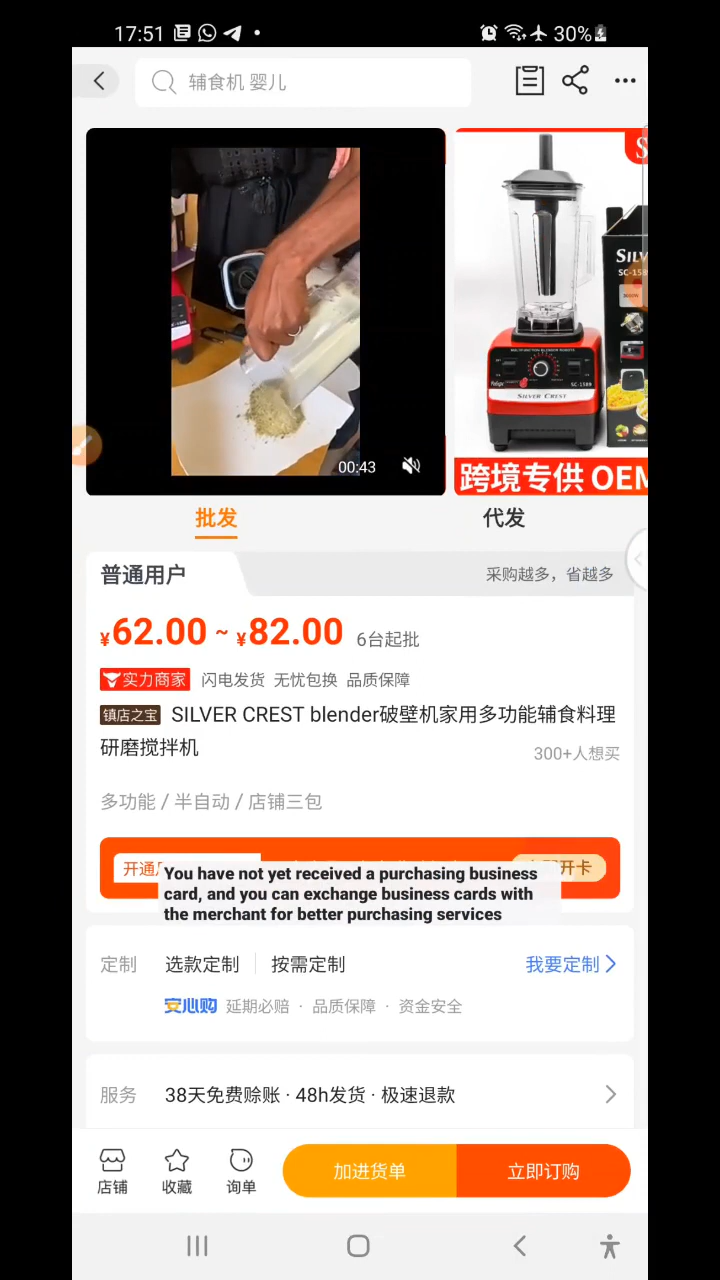 17:51
30%
辅食机 婴儿
SILV
SC-1589
MULTIFUNCTION BLENDER ROBOTS
SC-1589
SILVER CREST
跨境专供 OEM
00:43
批发
代发
普通用户
采购越多，省越多
¥62.00 ~ ¥82.00 6台起批
实力商家 闪电发货 无忧包换 品质保障
镇店之宝 SILVER CREST blender破壁机家用多功能辅食料理
研磨搅拌机
300+人想买
多功能 / 半自动 / 店铺三包
开通
开卡
You have not yet received a purchasing business
card, and you can exchange business cards with
the merchant for better purchasing services
定制 选款定制 按需定制 我要定制
安心购 延期必赔 · 品质保障 · 资金安全
服务 38天免费赊账 · 48h发货 · 极速退款
店铺 收藏 询单 加进货单 立即订购